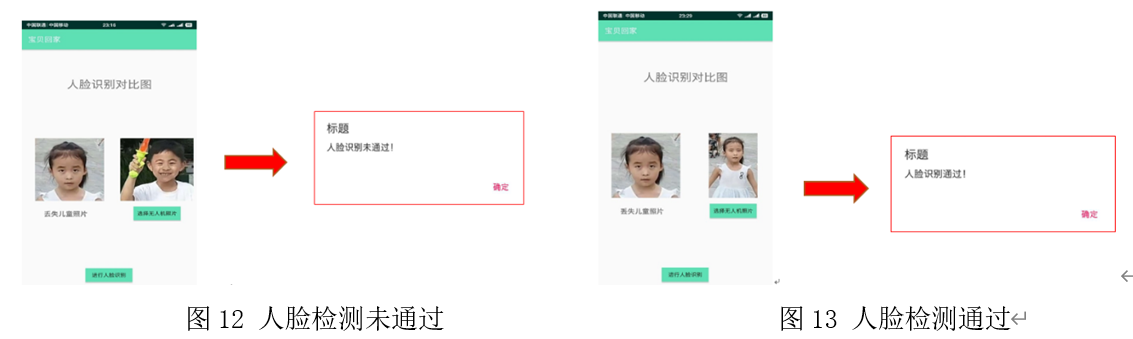 中国联通 中国移动 23:18
宝贝回家
人脸识别对比图
丢失儿童照片
选择无人机照片
进行人脸识别
标题
人脸识别未通过!
确定
图12 人脸检测未通过
中国联通 中国移动 23:20
宝贝回家
人脸识别对比图
丢失儿童照片
选择无人机照片
进行人脸识别
标题
人脸识别通过!
确定
图13 人脸检测通过